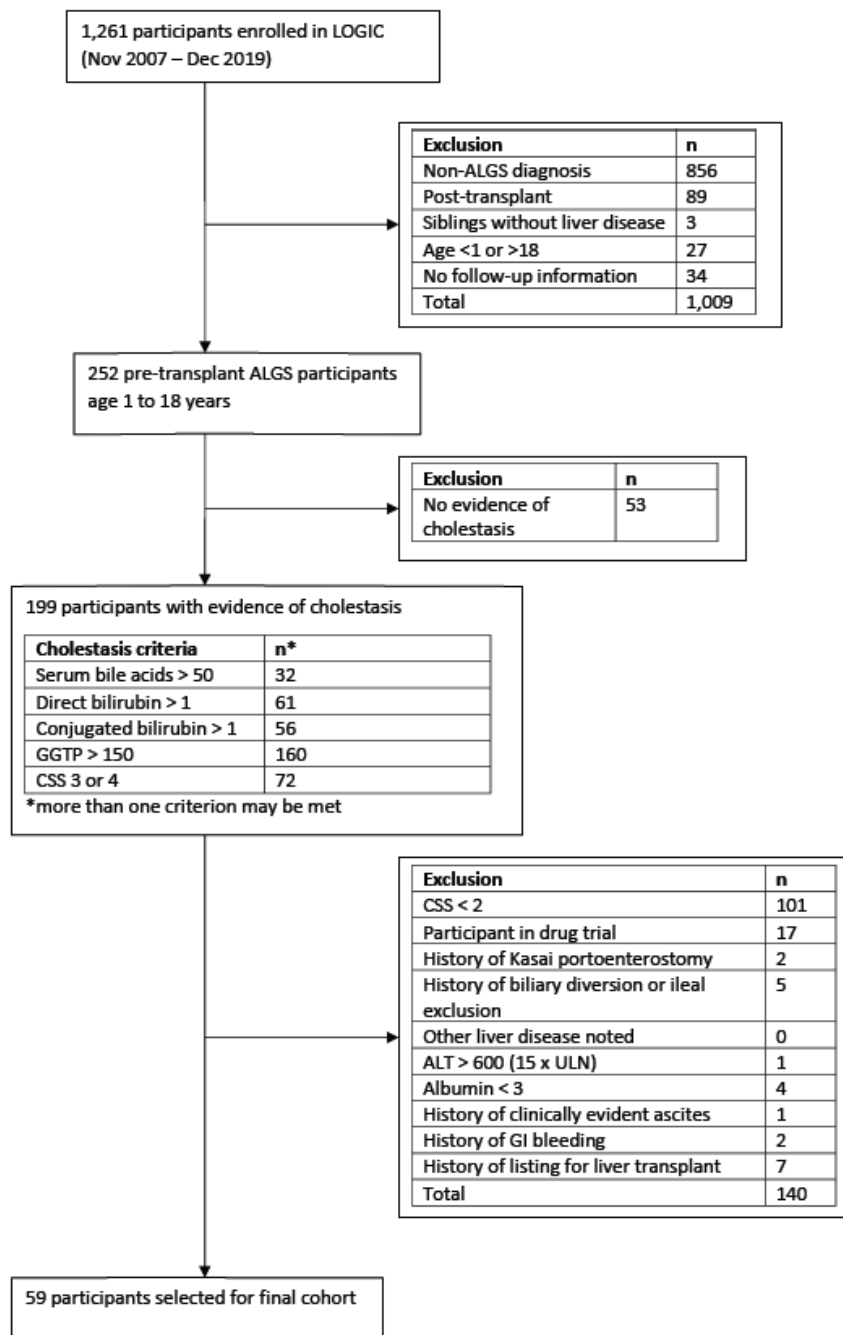 1,261 participants enrolled in LOGIC
(Nov 2007 – Dec 2019)
Exclusion n
Non-ALGS diagnosis 856
Post-transplant 89
Siblings without liver disease 3
Age <1 or >18 27
No follow-up information 34
Total 1,009
252 pre-transplant ALGS participants
age 1 to 18 years
Exclusion n
No evidence of 53
cholestasis
199 participants with evidence of cholestasis
Cholestasis criteria n*
Serum bile acids > 50 32
Direct bilirubin > 1 61
Conjugated bilirubin > 1 56
GGTP > 150 160
CSS 3 or 4 72
*more than one criterion may be met
Exclusion n
CSS < 2 101
Participant in drug trial 17
History of Kasai portoenterostomy 2
History of biliary diversion or ileal 5
exclusion
Other liver disease noted 0
ALT > 600 (15 x ULN) 1
Albumin < 3 4
History of clinically evident ascites 1
History of GI bleeding 2
History of listing for liver transplant 7
Total 140
59 participants selected for final cohort